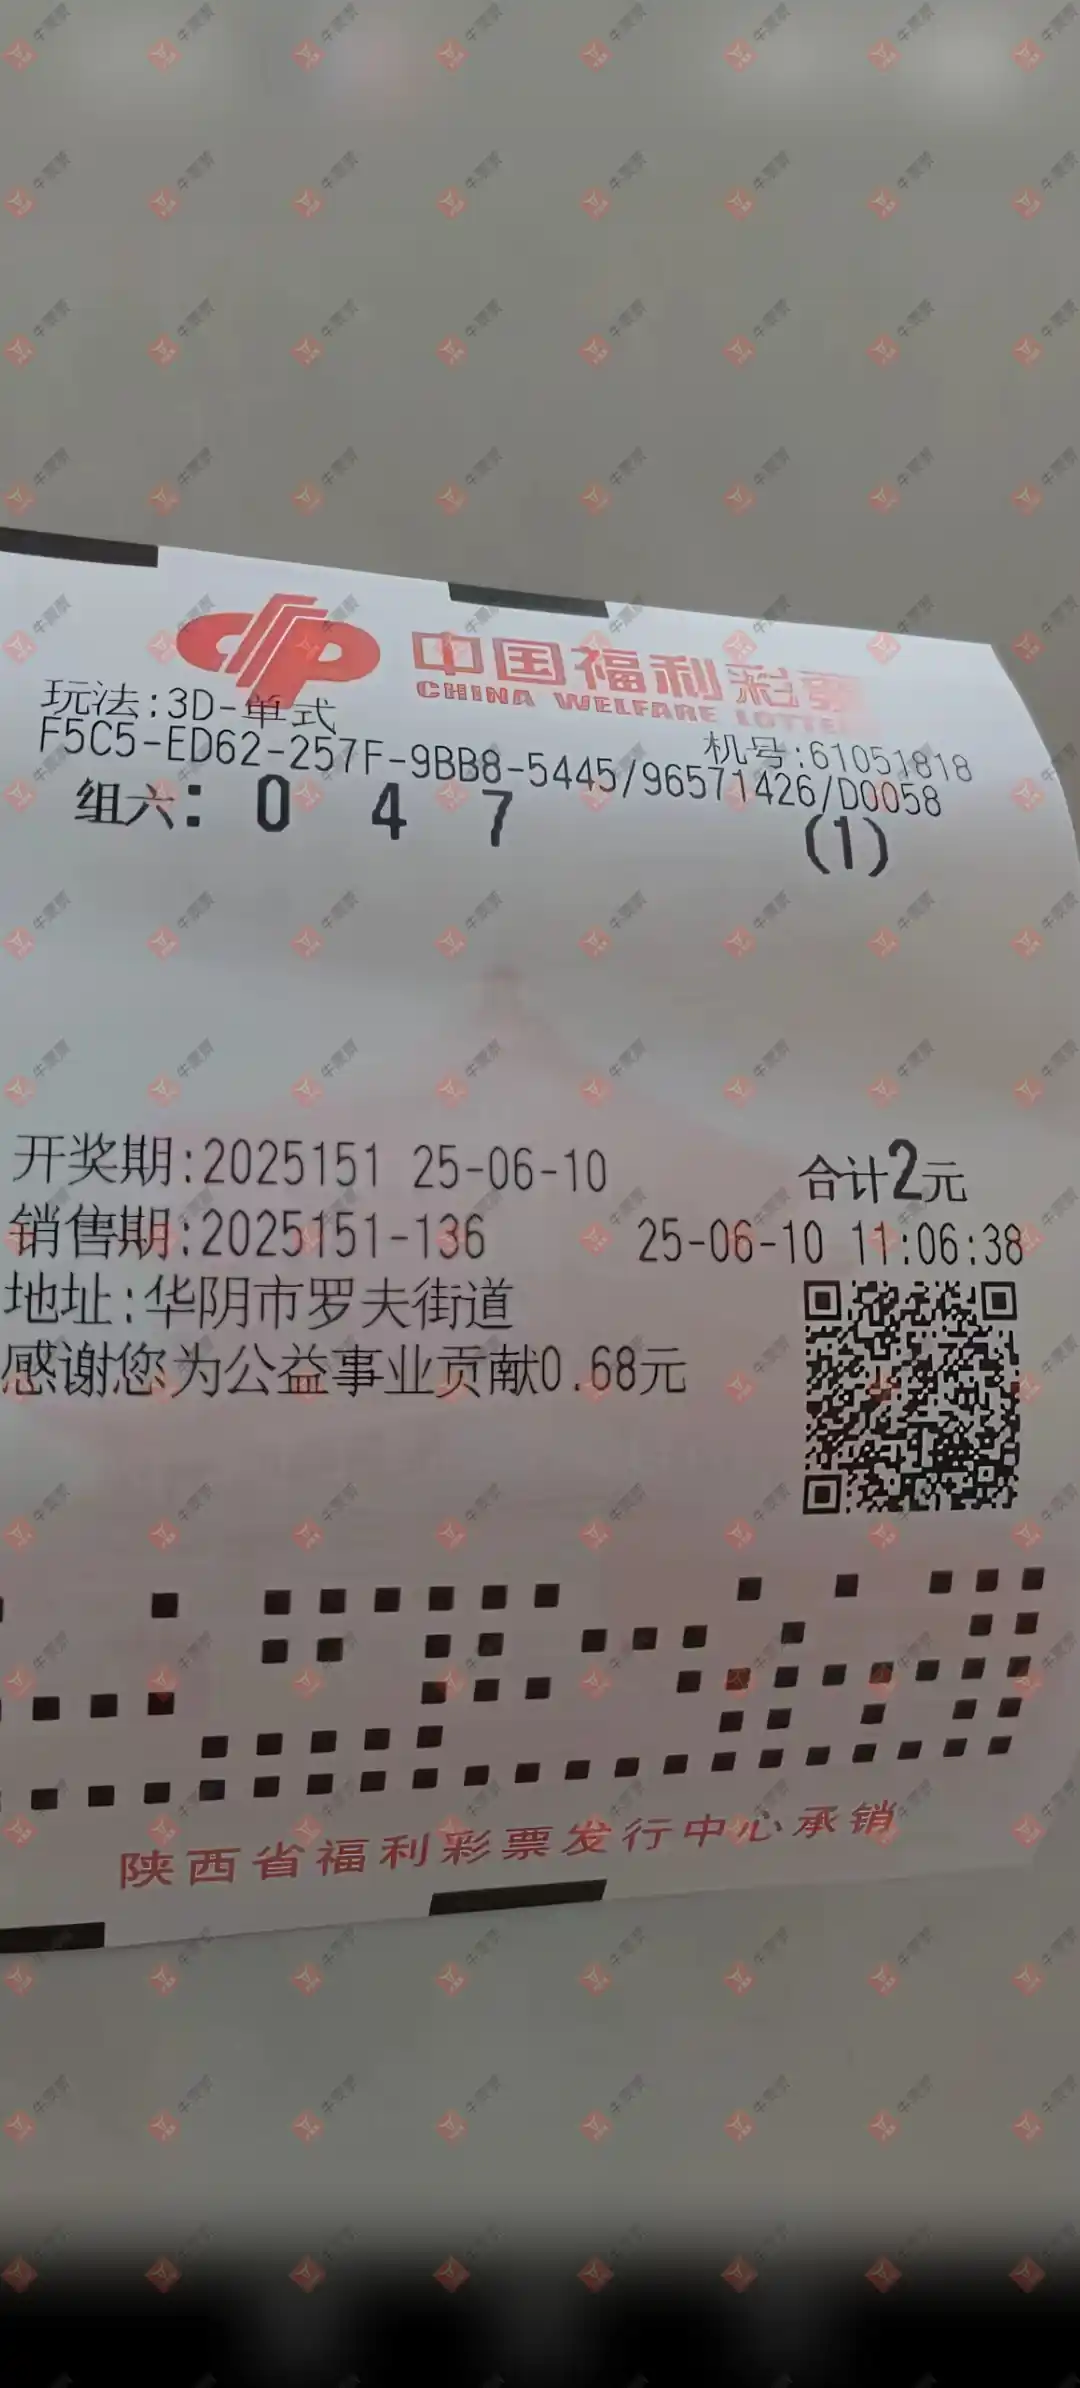 中国福利彩票
CHINA WELFARE LOTTE
玩法:3D-单式
机号:61051818
F5C5-ED62-257F-9BB8-5445/96571426/D0058
组六: 0 4 7 (1)
开奖期:2025151 25-06-10 合计2元
销售期:2025151-136 25-06-10 11:06:38
地址:华阴市罗夫街道
感谢您为公益事业贡献0.68元
陕西省福利彩票发行中心承销